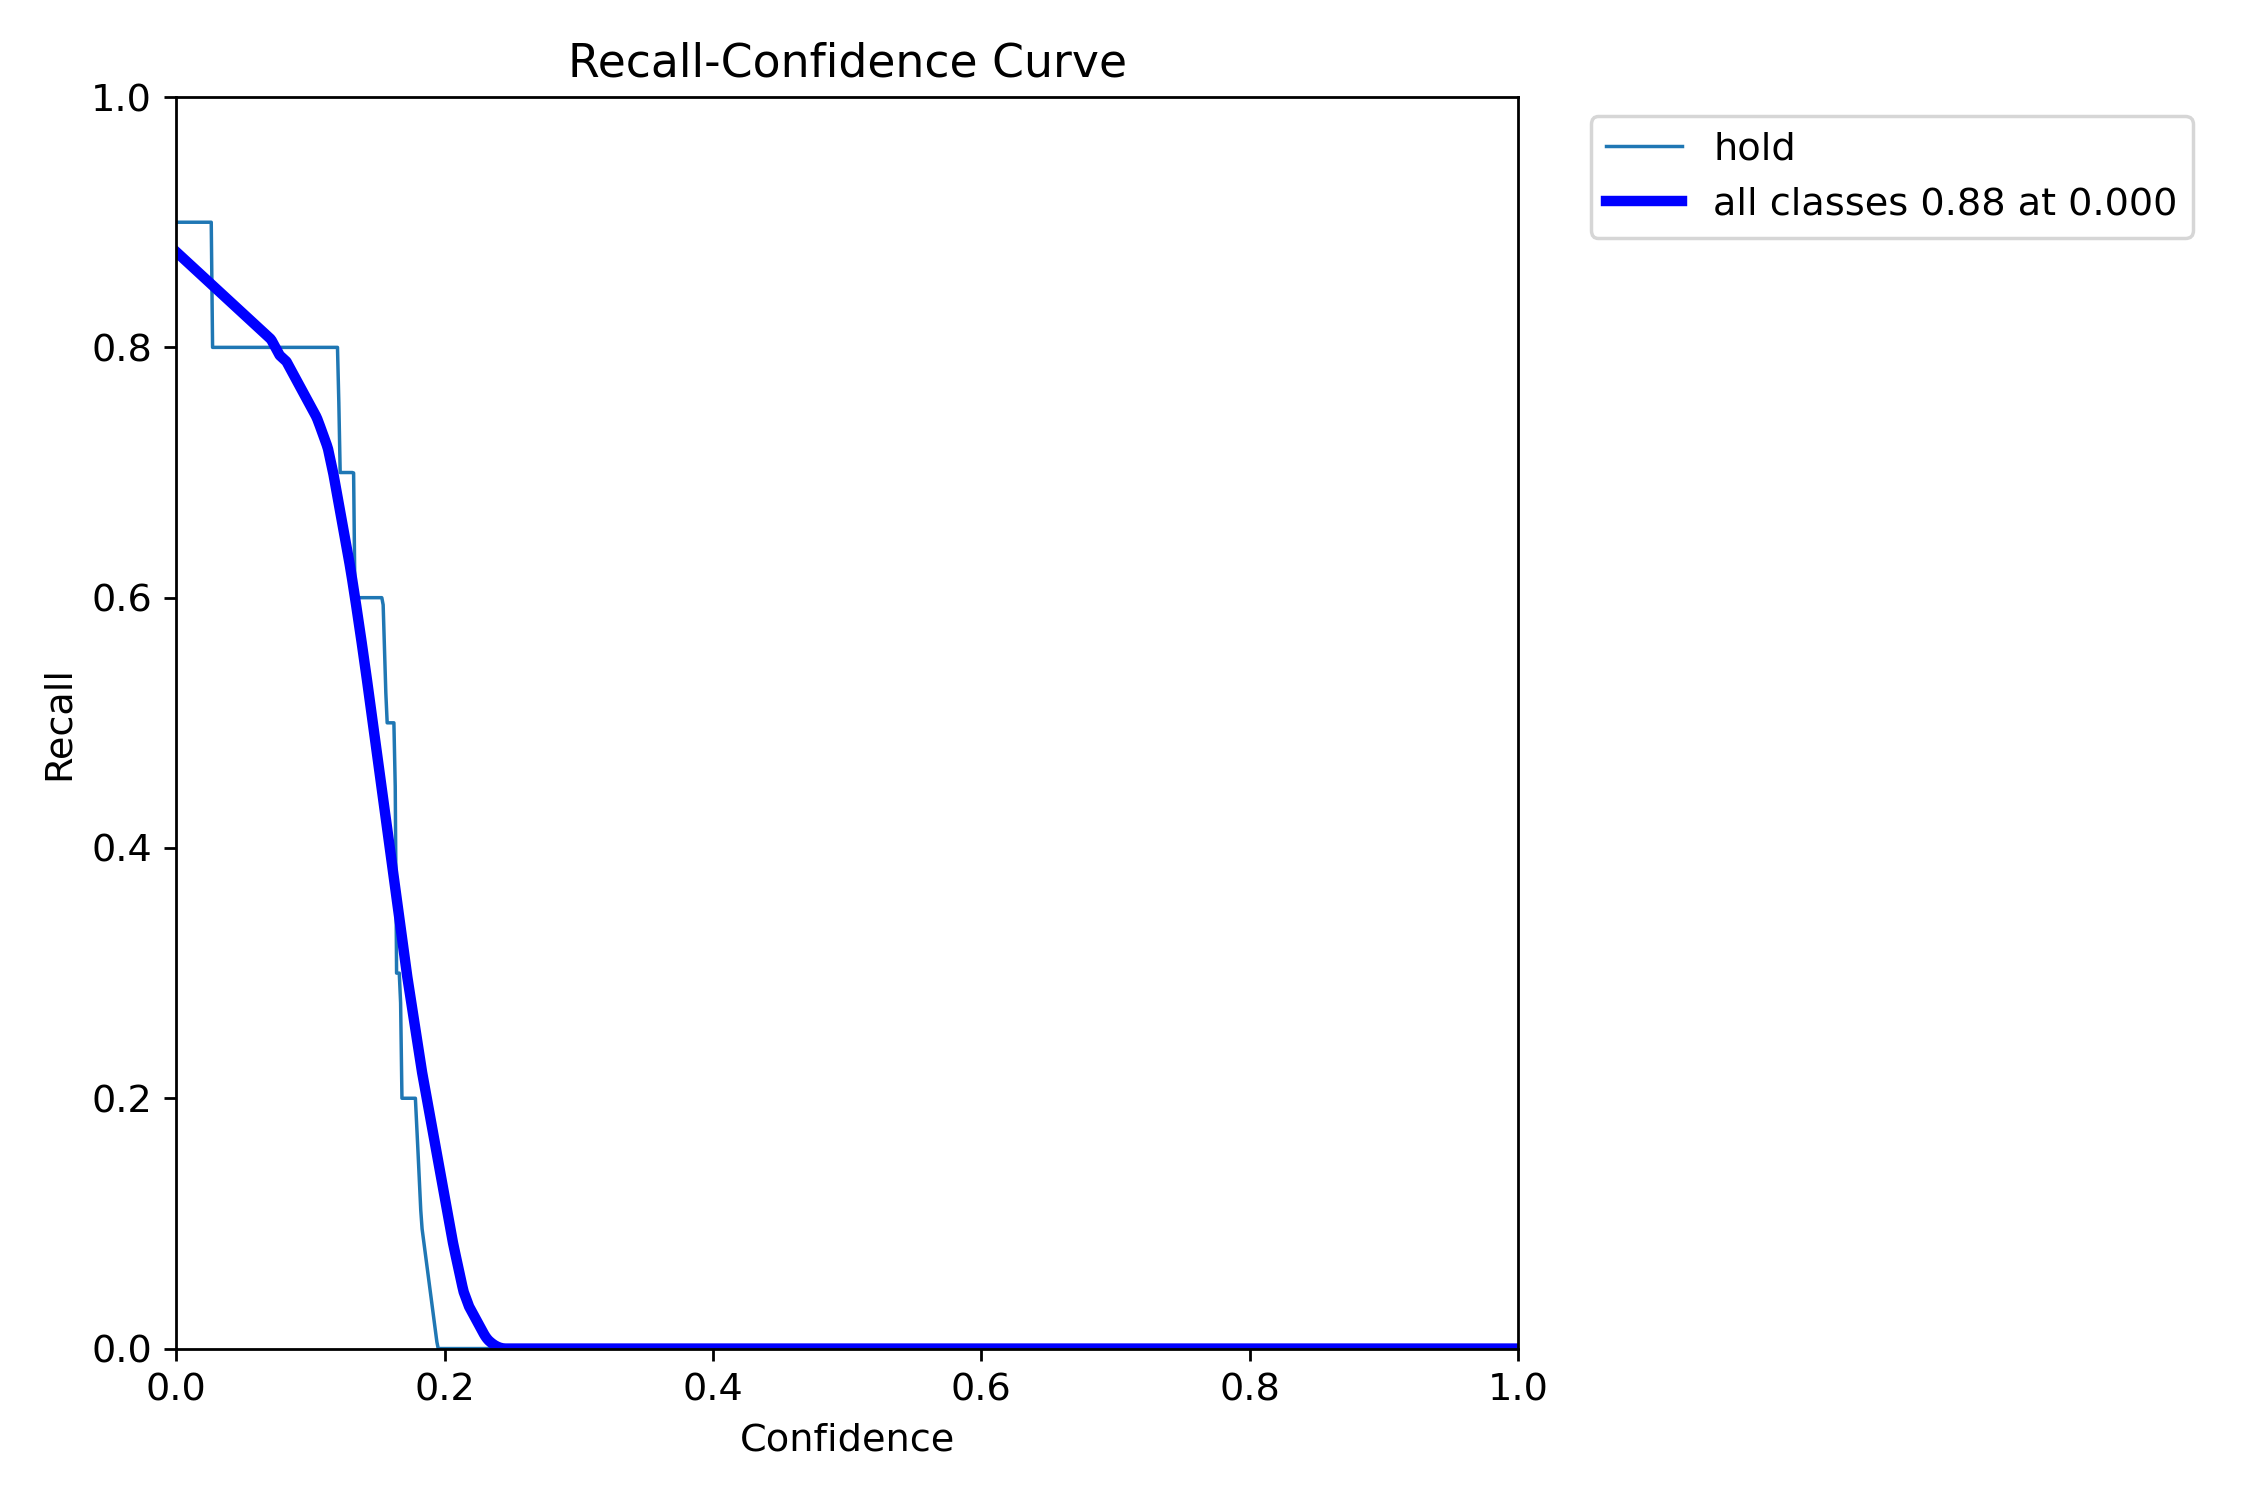 Recall-Confidence Curve
1.0
0.8
0.6
0.4
0.2
0.0
Recall
0.0 0.2 0.4 0.6 0.8 1.0
Confidence
hold
all classes 0.88 at 0.000